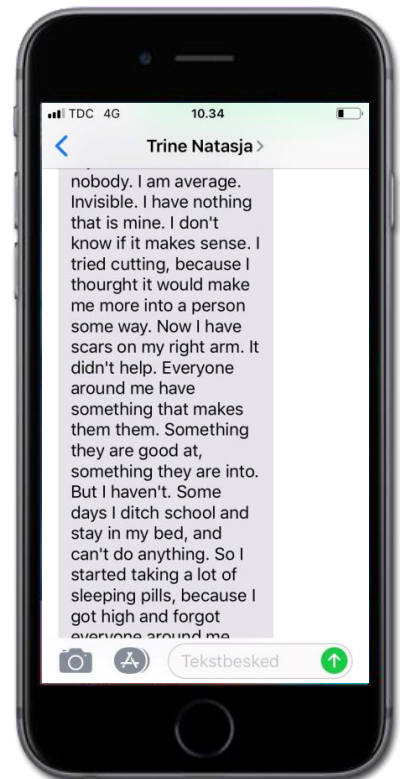 TDC 4G 10.34
Trine Natasja
nobody. I am average.
Invisible. I have nothing
that is mine. I don't
know if it makes sense. I
tried cutting, because I
thourght it would make
me more into a person
some way. Now I have
scars on my right arm. It
didn't help. Everyone
around me have
something that makes
them them. Something
they are good at,
something they are into.
But I haven't. Some
days I ditch school and
stay in my bed, and
can't do anything. So I
started taking a lot of
sleeping pills, because I
got high and forgot
everyone around me
Tekstbesked